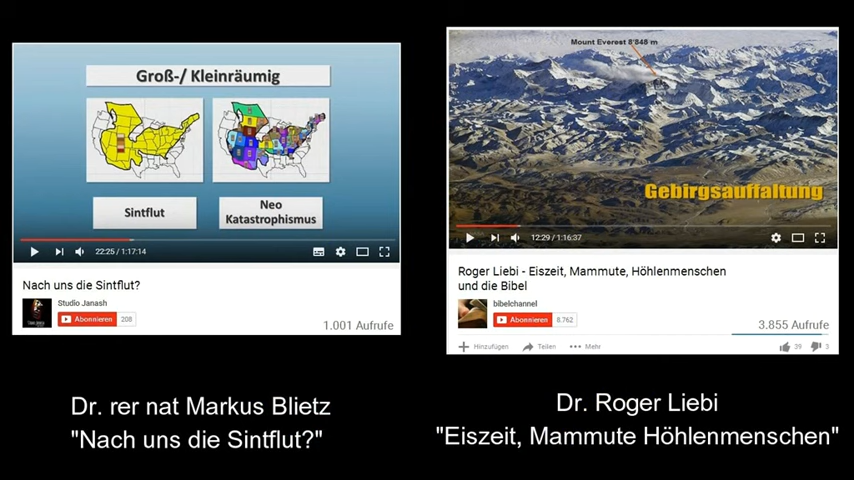 Groß-/ Kleinräumig
Sintflut
Neo
Katastrophismus
22:25 / 1:17:14
Nach uns die Sintflut?
Studio Janash
Abonnieren 208
1.001 Aufrufe
Dr. rer nat Markus Blietz
"Nach uns die Sintflut?"
Mount Everest 8'848 m
Gebirgsauffaltung
12:29 / 1:16:37
Roger Liebi - Eiszeit, Mammute, Höhlenmenschen
und die Bibel
bibelchannel
Abonnieren 8.762
3.855 Aufrufe
Hinzufügen Teilen Mehr 39 3
Dr. Roger Liebi
"Eiszeit, Mammute Höhlenmenschen"